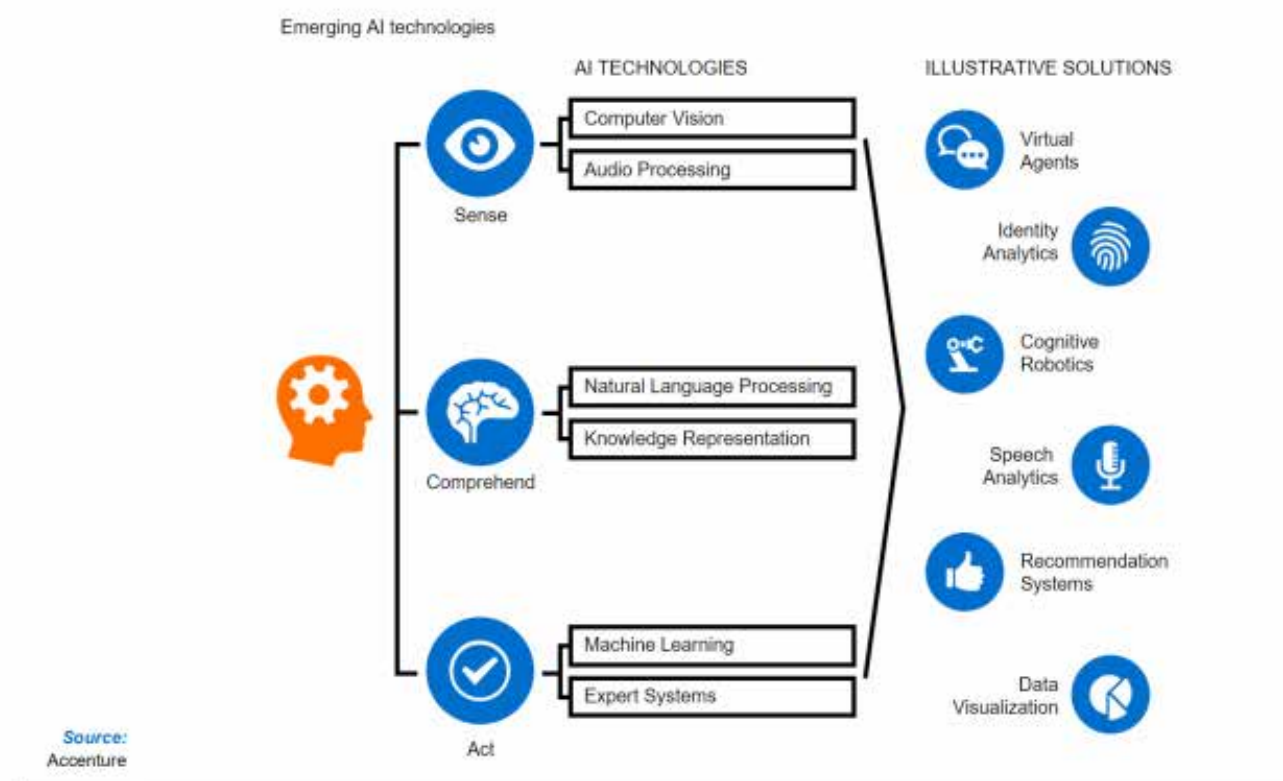 Emerging AI technologies
AI TECHNOLOGIES
ILLUSTRATIVE SOLUTIONS
Computer Vision
Audio Processing
Sense
Natural Language Processing
Knowledge Representation
Comprehend
Machine Learning
Expert Systems
Act
Virtual
Agents
Identity
Analytics
Cognitive
Robotics
Speech
Analytics
Recommendation
Systems
Data
Visualization
Source:
Accenture